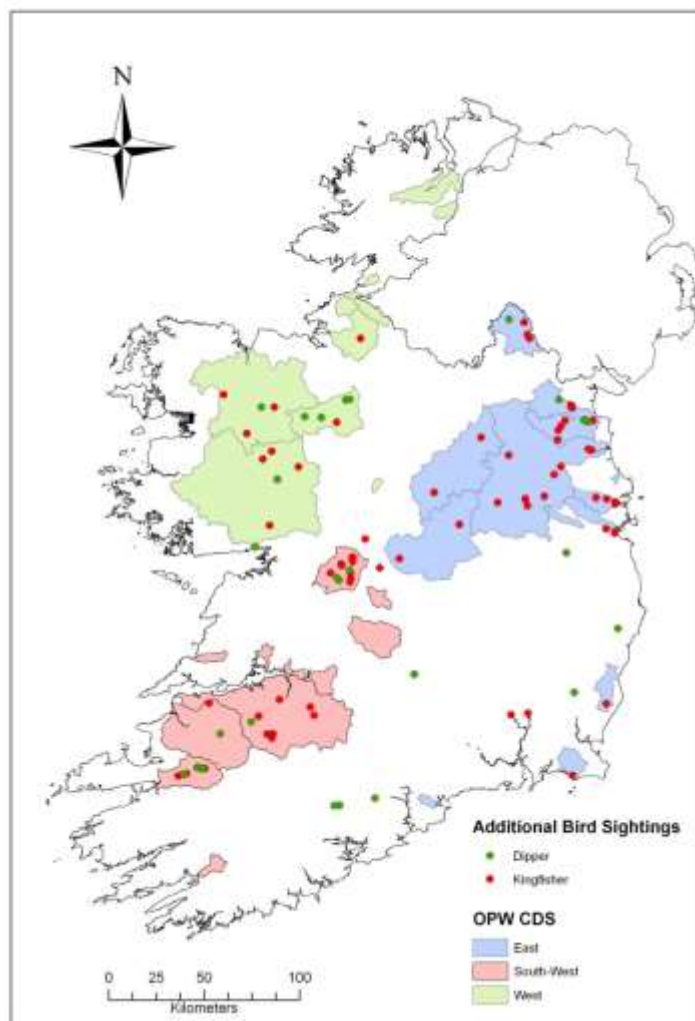 N
Additional Bird Sightings
Dipper
Kingfisher
OPW CDS
East
South-West
West
0 25 50 100
Kilometers